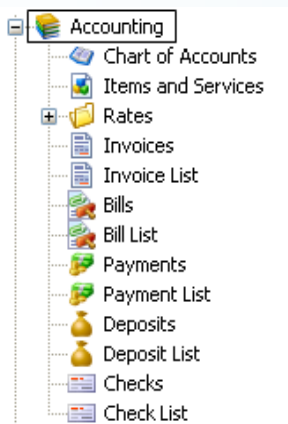 Accounting
Chart of Accounts
Items and Services
Rates
Invoices
Invoice List
Bills
Bill List
Payments
Payment List
Deposits
Deposit List
Checks
Check List